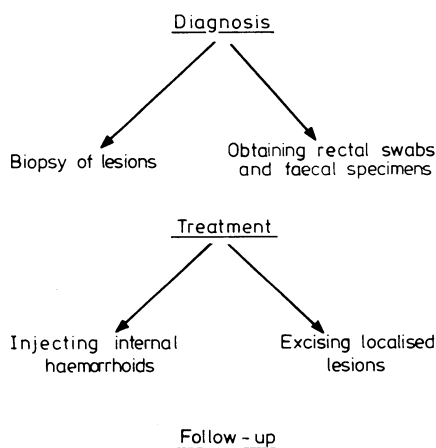 Diagnosis
Biopsy of lesions
Obtaining rectal swabs
and faecal specimens
Treatment
Injecting internal
haemorrhoids
Excising localised
lesions
Follow-up